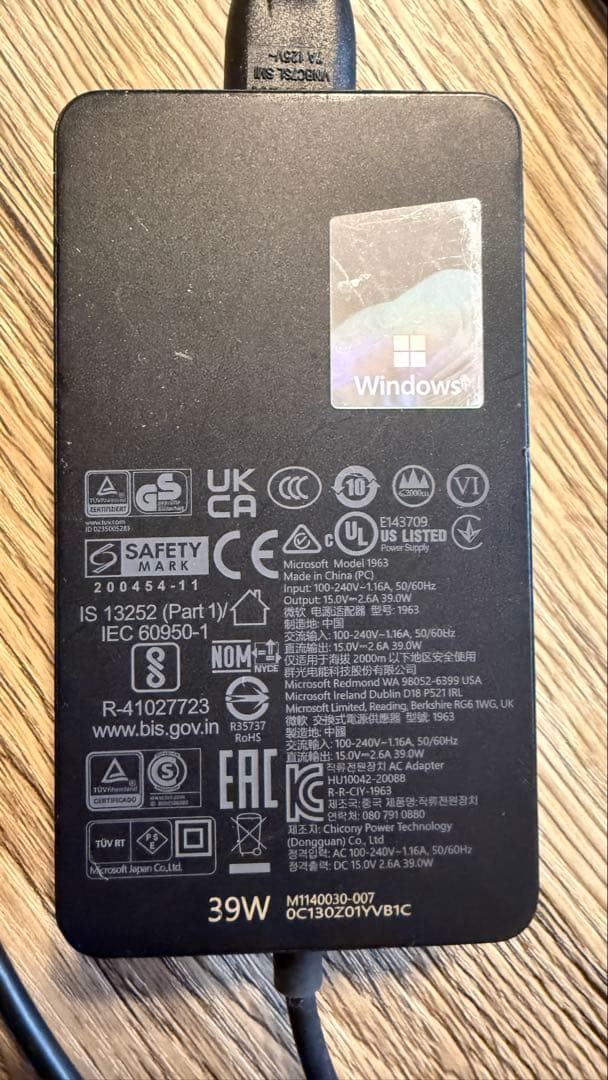 VNBC7SL SMI
7A 125V~
Windows
TÜVRheinland
CERTIFIZIERT
GS
www.tuv.com
ID 0235005283
UK
CA
CCC
10
≤2000m
VI
SAFETY
MARK
200454-11
CE
c UL US LISTED
E143709
Power Supply
Microsoft Model 1963
Made in China (PC)
Input: 100-240V~1.16A, 50/60Hz
Output: 15.0V⎓2.6A 39.0W
微软 电源适配器 型号: 1963
制造地: 中国
交流输入: 100-240V~1.16A, 50/60Hz
直流输出: 15.0V⎓2.6A 39.0W
仅适用于海拔 2000m 以下地区安全使用
群光电能科技股份有限公司
Microsoft Redmond WA 98052-6399 USA
Microsoft Ireland Dublin D18 P521 IRL
Microsoft Limited, Reading, Berkshire RG6 1WG, UK
微軟 交換式電源供應器 型號: 1963
製造地: 中國
交流輸入: 100-240V~1.16A, 50/60Hz
直流輸出: 15.0V⎓2.6A 39.0W
IS 13252 (Part 1)/
IEC 60950-1
R-41027723
www.bis.gov.in
NOM
NYCE
R35737
RoHS
TÜVRheinland
CERTIFICADO
S
EAC
KC
직류전원장치 AC Adapter
HU10042-20088
R-R-CIY-1963
제조국: 중국 제품명: 직류전원장치
연락처: 080 791 0880
제조자: Chicony Power Technology
(Dongguan) Co., Ltd
정격입력: AC 100-240V~1.16A, 50/60Hz
정격출력: DC 15.0V 2.6A 39.0W
TÜV RT
PS
E
Microsoft Japan Co.,Ltd.
39W
M1140030-007
0C130Z01YVB1C